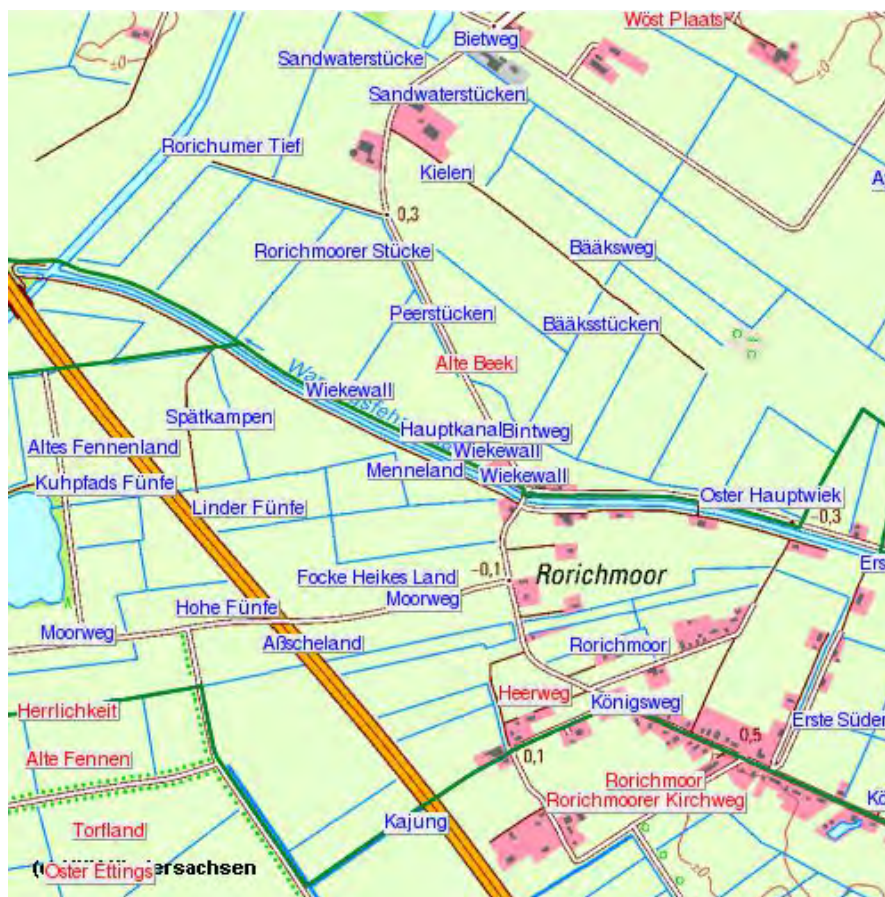 Wöst Plaats
Bietweg
Sandwaterstücke
±0
±0
Sandwaterstücken
Rorichumer Tief
Kielen
0,3
Rorichmoorer Stücke
Bääksweg
Peerstücken
Bääksstücken
Alte Beek
Wiekewall
Spätkampen
Hauptkanal
Bintweg
Altes Fennenland
Wiekewall
Menneland
Wiekewall
Kuhpfads Fünfe
Oster Hauptwiek
Linder Fünfe
-0,3
Focke Heikes Land
-0,1
Rorichmoor
Moorweg
Hohe Fünfe
Moorweg
Aßscheland
Rorichmoor
Heerweg
Königsweg
Herrlichkeit
Erste Süder
0,5
Alte Fennen
0,1
Rorichmoor
Rorichmoorer Kirchweg
Kajung
Torfland
±0
ersachsen
Oster Ettings